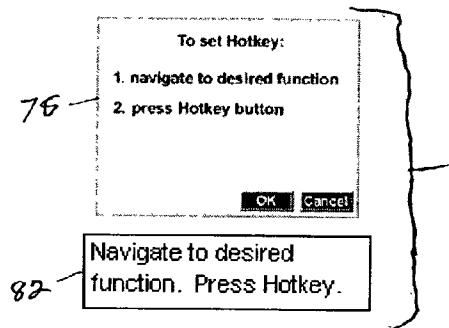 To set Hotkey:
1. navigate to desired function
2. press Hotkey button
OK Cancel
Navigate to desired
function. Press Hotkey.
82